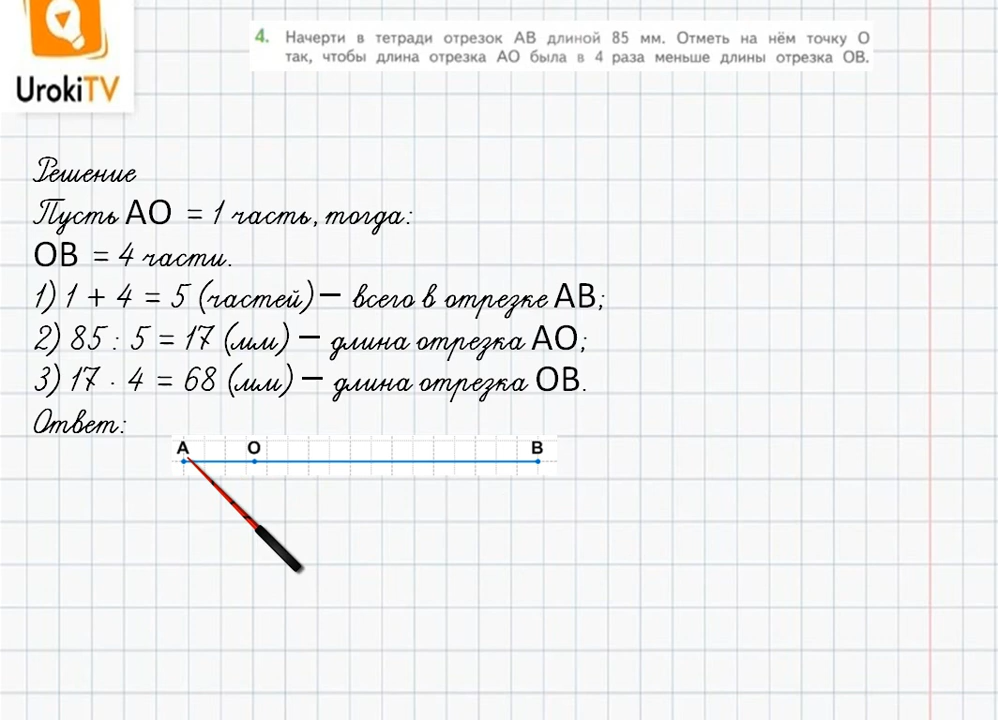 UrokiTV
4. Начерти в тетради отрезок АВ длиной 85 мм. Отметь на нём точку О
так, чтобы длина отрезка АО была в 4 раза меньше длины отрезка ОВ.
Решение
Пусть АО = 1 часть, тогда:
ОВ = 4 части.
1) 1 + 4 = 5 (частей) – всего в отрезке АВ;
2) 85 : 5 = 17 (мм) – длина отрезка АО;
3) 17 · 4 = 68 (мм) – длина отрезка ОВ.
Ответ:
А О В